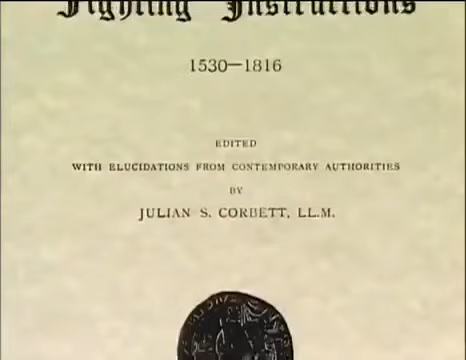 Fighting Instructions
1530—1816
EDITED
WITH ELUCIDATIONS FROM CONTEMPORARY AUTHORITIES
BY
JULIAN S. CORBETT, LL.M.